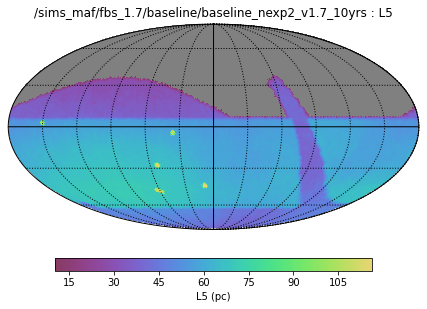 /sims_maf/fbs_1.7/baseline/baseline_nexp2_v1.7_10yrs : L5
15 30 45 60 75 90 105
L5 (pc)